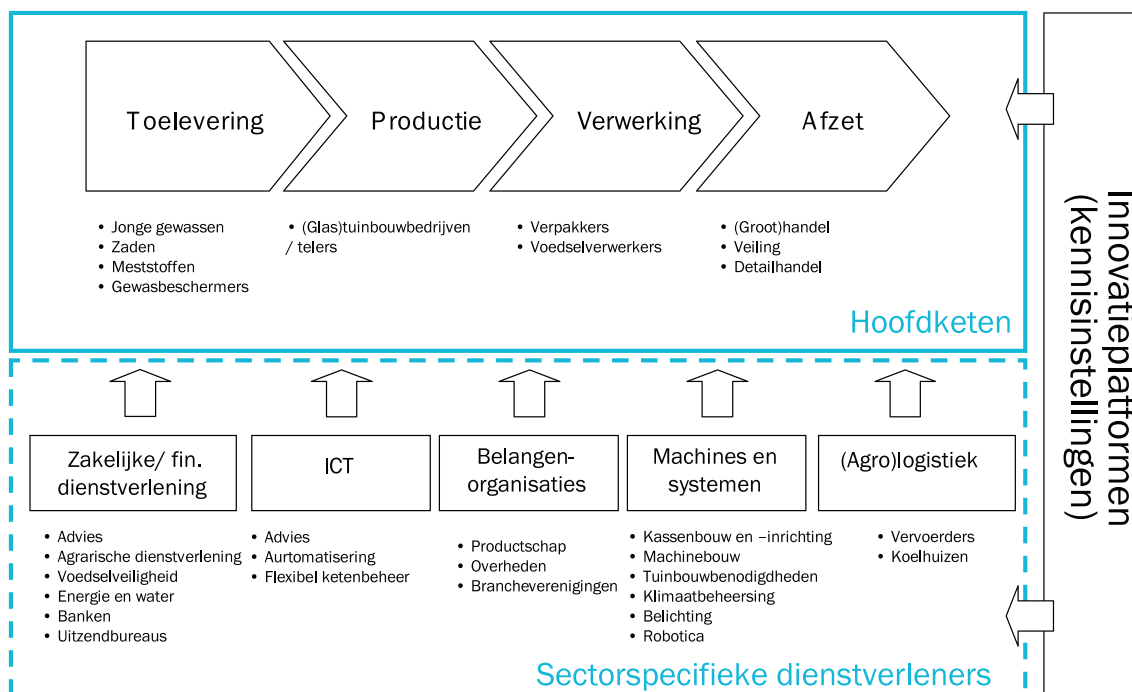 Toelevering
Productie
Verwerking
Afzet
• Jonge gewassen
• Zaden
• Meststoffen
• Gewasbeschermers
• (Glas)tuinbouwbedrijven
/ telers
• Verpakkers
• Voedselverwerkers
• (Groot)handel
• Veiling
• Detailhandel
Hoofdketen
Zakelijke/ fin.
dienstverlening
ICT
Belangen-
organisaties
Machines en
systemen
(Agro)logistiek
• Advies
• Agrarische dienstverlening
• Voedselveiligheid
• Energie en water
• Banken
• Uitzendbureaus
• Advies
• Aurtomatisering
• Flexibel ketenbeheer
• Productschap
• Overheden
• Brancheverenigingen
• Kassenbouw en –inrichting
• Machinebouw
• Tuinbouwbenodigdheden
• Klimaatbeheersing
• Belichting
• Robotica
• Vervoerders
• Koelhuizen
Sectorspecifieke dienstverleners
Innovatieplatformen
(kennisinstellingen)